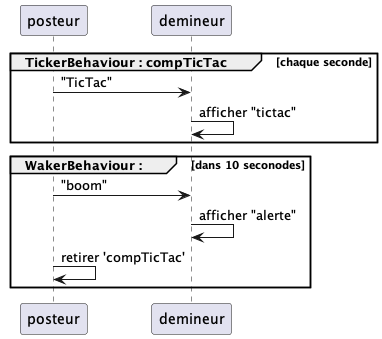 posteur demineur
TickerBehaviour : compTicTac [chaque seconde]
"TicTac"
afficher "tictac"
WakerBehaviour : [dans 10 seconodes]
"boom"
afficher "alerte"
retirer 'compTicTac'
posteur demineur